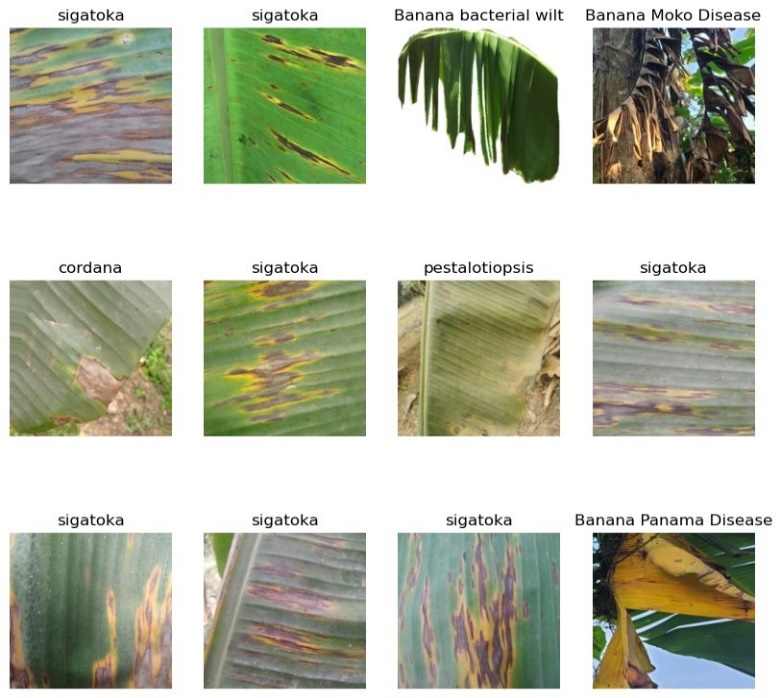 sigatoka
sigatoka
Banana bacterial wilt
Banana Moko Disease
cordana
sigatoka
pestalotiopsis
sigatoka
sigatoka
sigatoka
sigatoka
Banana Panama Disease